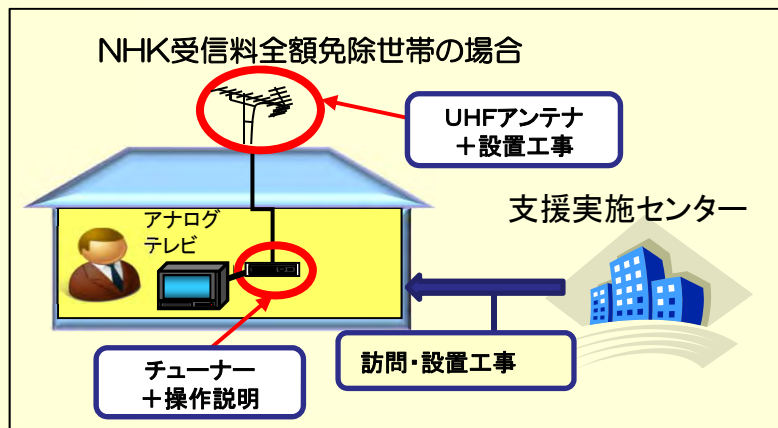 NHK受信料全額免除世帯の場合
UHFアンテナ
＋設置工事
支援実施センター
アナログ
テレビ
訪問・設置工事
チューナー
＋操作説明